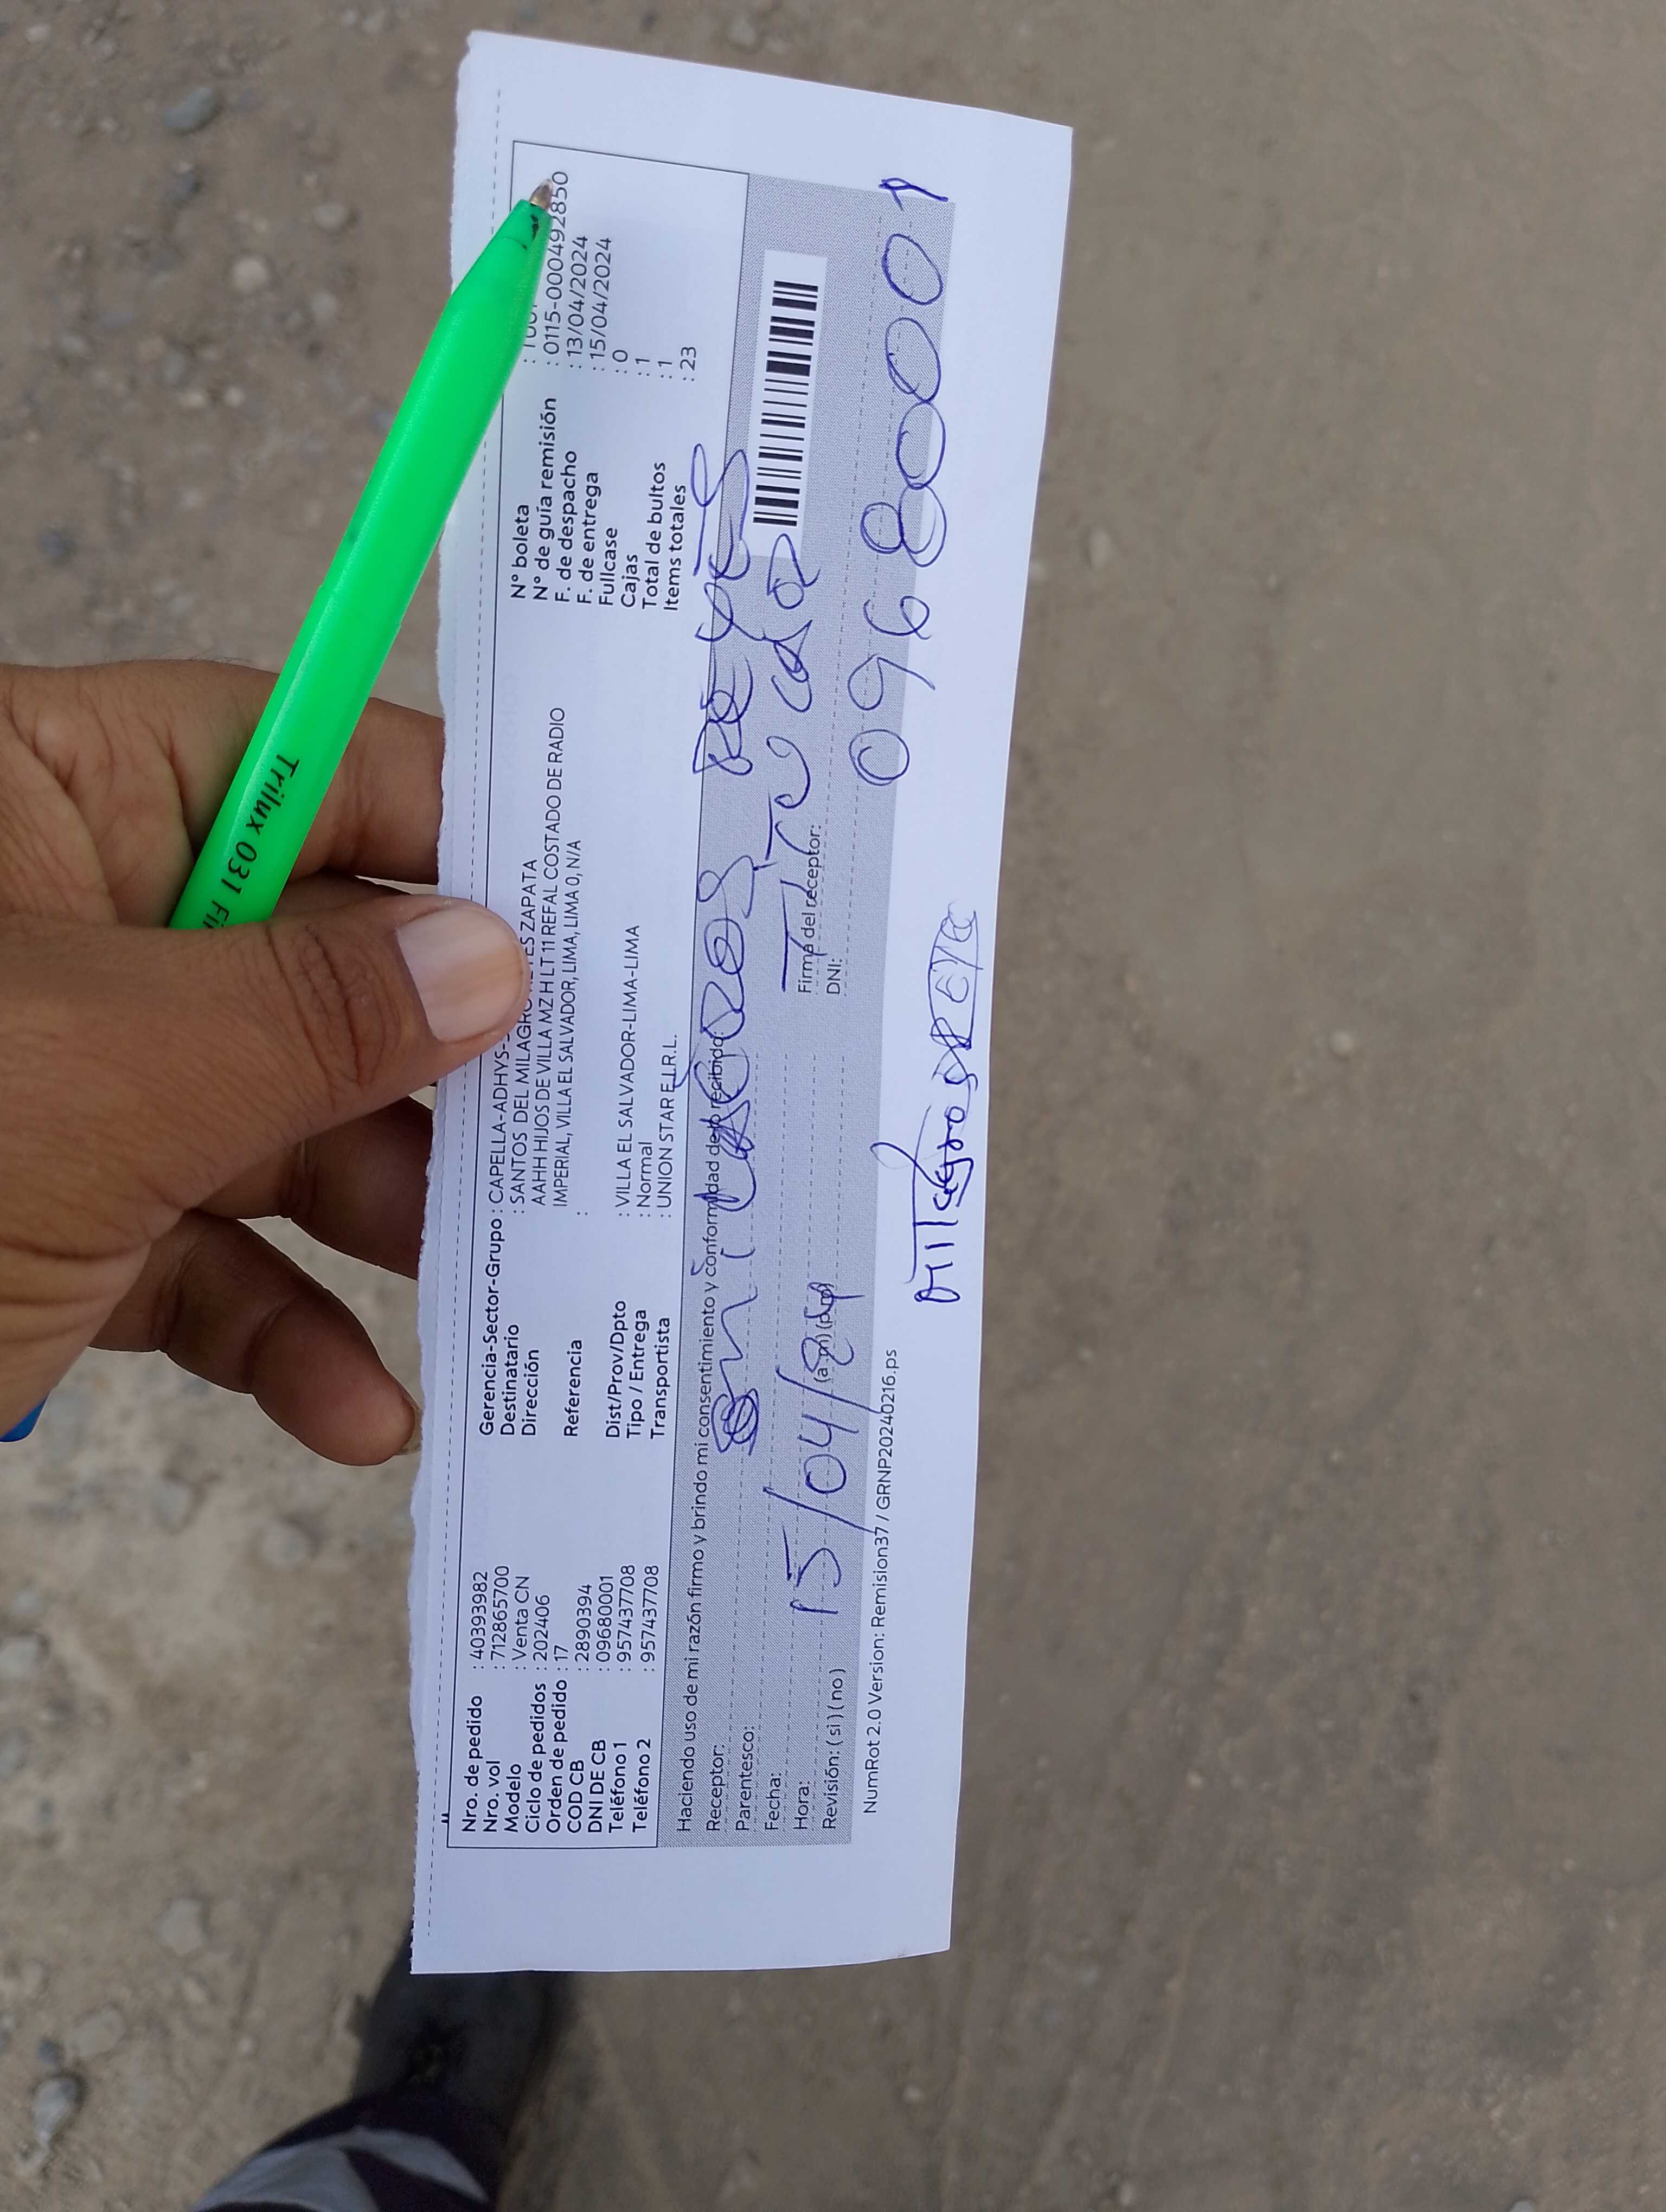 Nro. de pedido : 40393982
Nro. vol : 712865700
Modelo : Venta CN
Ciclo de pedidos : 202406
Orden de pedido : 17
COD CB : 2890394
DNI DE CB : 09680001
Teléfono 1 : 957437708
Teléfono 2 : 957437708
Gerencia-Sector-Grupo : CAPELLA-ADHYS-
Destinatario : SANTOS DEL MILAGRO ZAPATA
Dirección AAHH HIJOS DE VILLA MZ H LT 11 REFAL COSTADO DE RADIO
IMPERIAL, VILLA EL SALVADOR, LIMA, LIMA 0, N/A
Referencia :
Dist/Prov/Dpto : VILLA EL SALVADOR-LIMA-LIMA
Tipo / Entrega : Normal
Transportista : UNION STAR E.I.R.L.
N° boleta :
N° de guía remisión : 0115-000492850
F. de despacho : 13/04/2024
F. de entrega : 15/04/2024
Fullcase : 0
Cajas : 1
Total de bultos : 1
Items totales : 23
Haciendo uso de mi razón firmo y brindo mi consentimiento y conformidad de lo recibido.
Receptor: REYES
Parentesco: TiTuLar
Fecha: 15/04/24
Hora: (a.m) (p.m)
Revisión: ( sì ) ( no )
Firma del receptor:
DNI: 09680001
Milagros
NumRot 2.0 Version: Remision37 / GRNP20240216.ps
Trilux 031 Fi